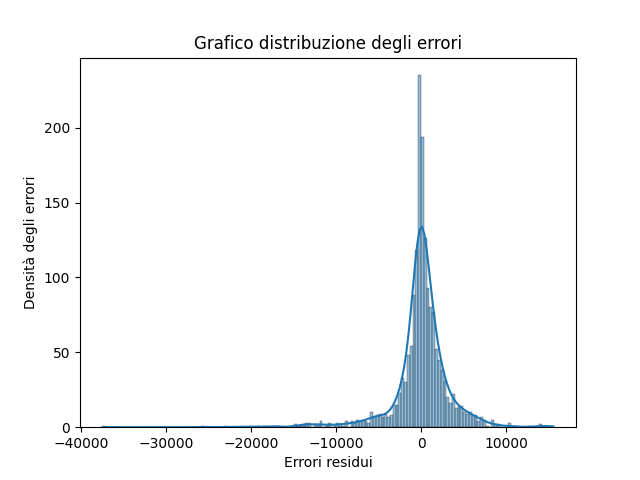 Grafico distribuzione degli errori
200
150
100
50
0
Densità degli errori
−40000 −30000 −20000 −10000 0 10000
Errori residui